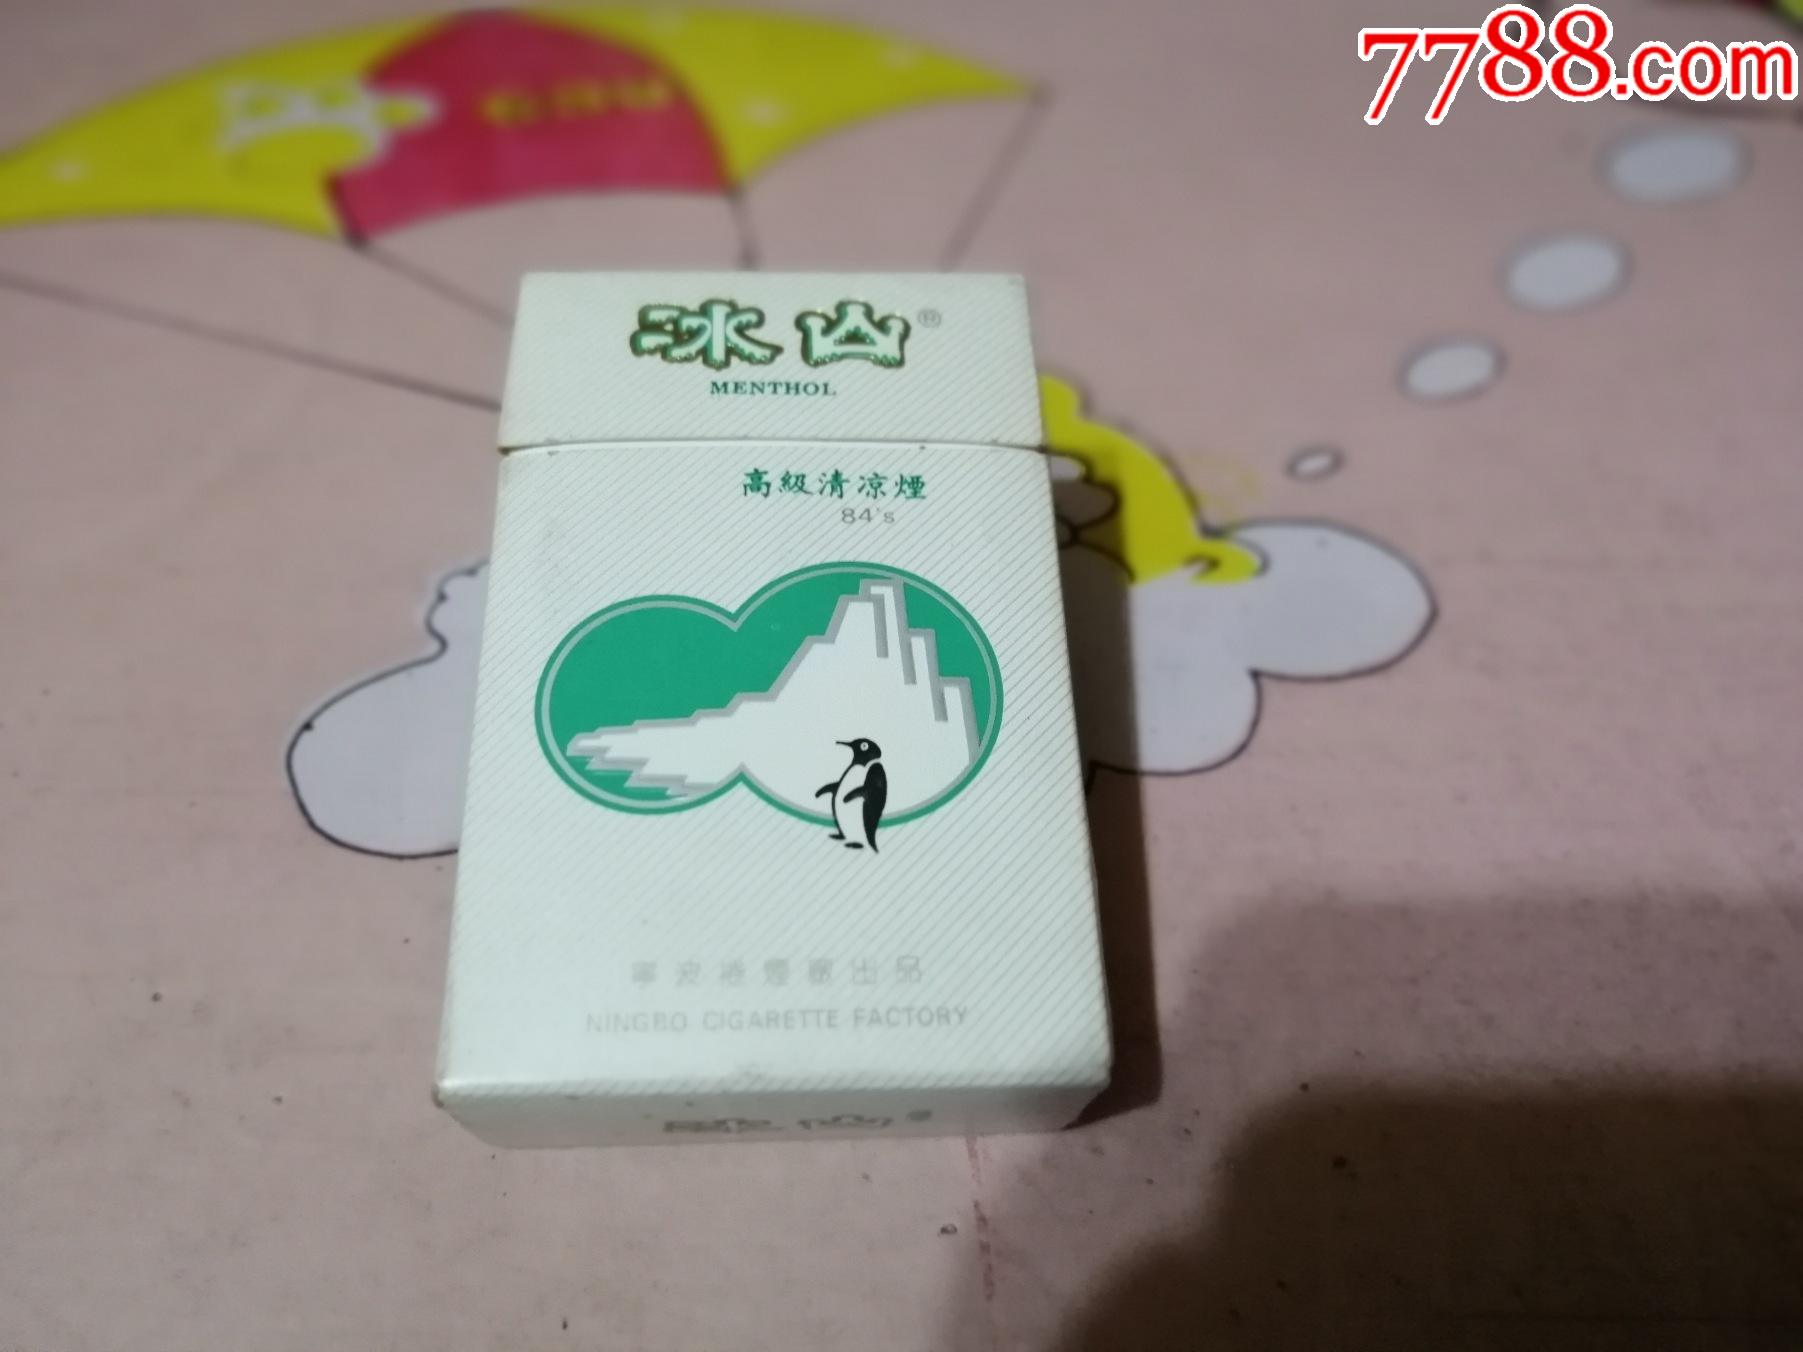 7788.com
冰山®
MENTHOL
高級清凉煙
84's
寧波捲煙廠出品
NINGBO CIGARETTE FACTORY
冰山®